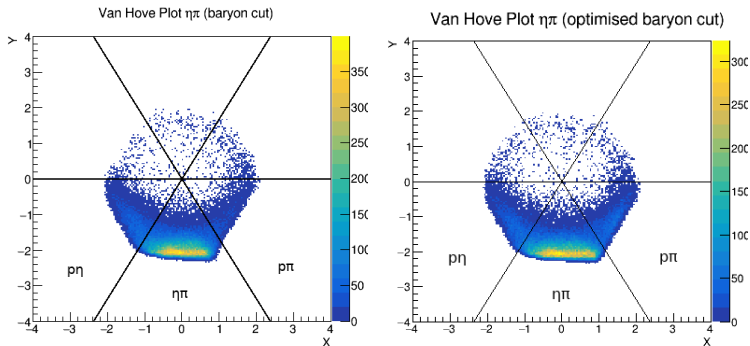 Van Hove Plot ηπ (baryon cut)
Y
4
3
2
1
0
−1
−2
−3
−4
−4 −3 −2 −1 0 1 2 3 4
X
pη
ηπ
pπ
350
300
250
200
150
100
50
0
Van Hove Plot ηπ (optimised baryon cut)
Y
4
3
2
1
0
−1
−2
−3
−4
−4 −3 −2 −1 0 1 2 3 4
X
pη
ηπ
pπ
300
250
200
150
100
50
0